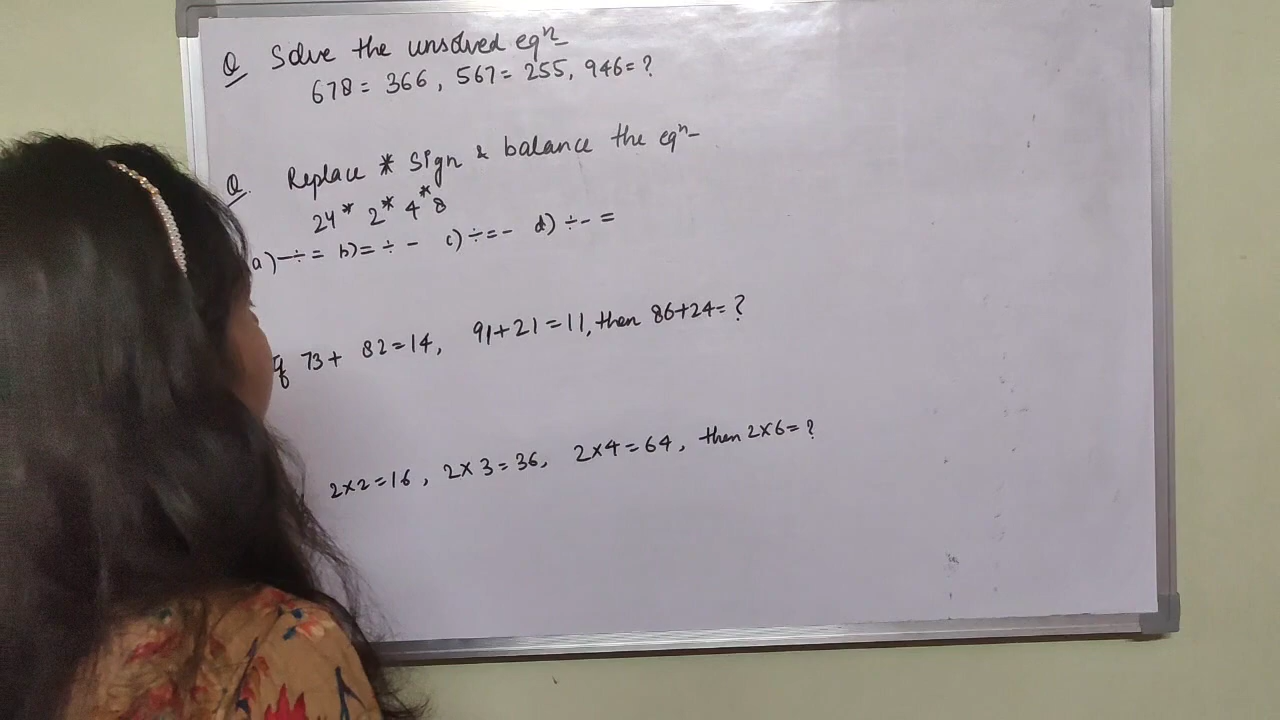 Q Solve the unsolved eqn-
678 = 366, 567 = 255, 946 = ?
Q. Replace * Sign & balance the eqn-
24 * 2 * 4 * 8
a) - ÷ = b) = ÷ - c) ÷ = - d) ÷ - =
73 + 82 = 14, 91 + 21 = 11, then 86 + 24 = ?
2 x 2 = 16, 2 x 3 = 36, 2 x 4 = 64, then 2 x 6 = ?